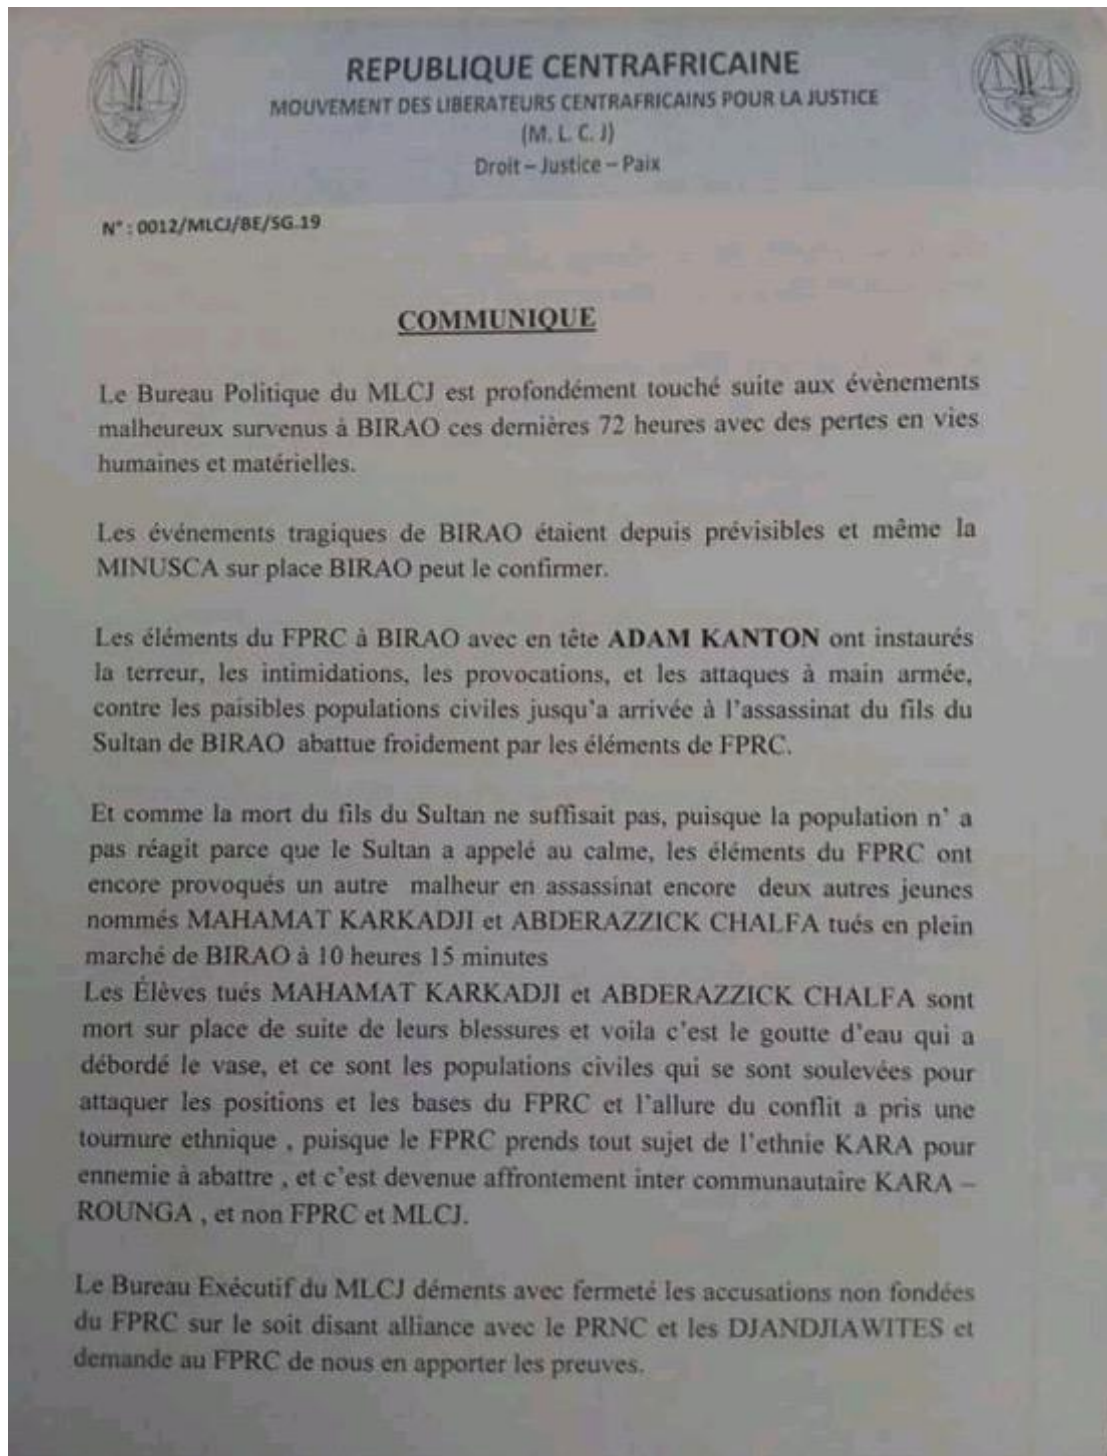 REPUBLIQUE CENTRAFRICAINE
MOUVEMENT DES LIBERATEURS CENTRAFRICAINS POUR LA JUSTICE
(M. L. C. J)
Droit – Justice – Paix
N° : 0012/MLCJ/BE/SG.19
COMMUNIQUE
Le Bureau Politique du MLCJ est profondément touché suite aux évènements
malheureux survenus à BIRAO ces dernières 72 heures avec des pertes en vies
humaines et matérielles.
Les événements tragiques de BIRAO étaient depuis prévisibles et même la
MINUSCA sur place BIRAO peut le confirmer.
Les éléments du FPRC à BIRAO avec en tête ADAM KANTON ont instaurés
la terreur, les intimidations, les provocations, et les attaques à main armée,
contre les paisibles populations civiles jusqu'a arrivée à l'assassinat du fils du
Sultan de BIRAO abattue froidement par les éléments de FPRC.
Et comme la mort du fils du Sultan ne suffisait pas, puisque la population n' a
pas réagit parce que le Sultan a appelé au calme, les éléments du FPRC ont
encore provoqués un autre malheur en assassinat encore deux autres jeunes
nommés MAHAMAT KARKADJI et ABDERAZZICK CHALFA tués en plein
marché de BIRAO à 10 heures 15 minutes
Les Élèves tués MAHAMAT KARKADJI et ABDERAZZICK CHALFA sont
mort sur place de suite de leurs blessures et voila c'est le goutte d'eau qui a
débordé le vase, et ce sont les populations civiles qui se sont soulevées pour
attaquer les positions et les bases du FPRC et l'allure du conflit a pris une
tournure ethnique , puisque le FPRC prends tout sujet de l'ethnie KARA pour
ennemie à abattre , et c'est devenue affrontement inter communautaire KARA –
ROUNGA , et non FPRC et MLCJ.
Le Bureau Exécutif du MLCJ déments avec fermeté les accusations non fondées
du FPRC sur le soit disant alliance avec le PRNC et les DJANDJIAWITES et
demande au FPRC de nous en apporter les preuves.